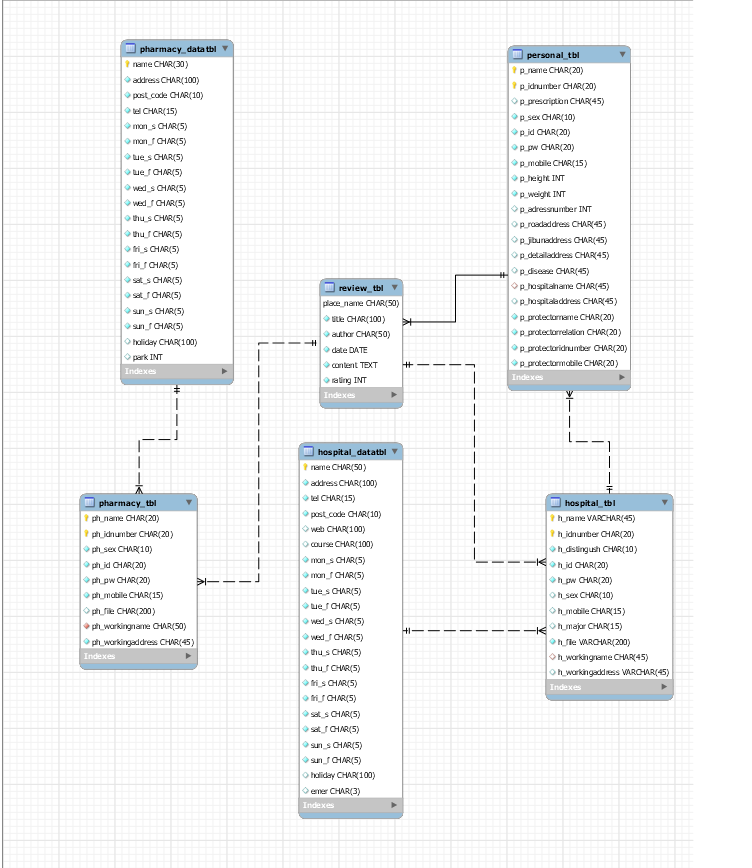 pharmacy_datatbl
name CHAR(30)
address CHAR(100)
post_code CHAR(10)
tel CHAR(15)
mon_s CHAR(5)
mon_f CHAR(5)
tue_s CHAR(5)
tue_f CHAR(5)
wed_s CHAR(5)
wed_f CHAR(5)
thu_s CHAR(5)
thu_f CHAR(5)
fri_s CHAR(5)
fri_f CHAR(5)
sat_s CHAR(5)
sat_f CHAR(5)
sun_s CHAR(5)
sun_f CHAR(5)
holiday CHAR(100)
park INT
Indexes
personal_tbl
p_name CHAR(20)
p_idnumber CHAR(20)
p_prescription CHAR(45)
p_sex CHAR(10)
p_id CHAR(20)
p_pw CHAR(20)
p_mobile CHAR(15)
p_height INT
p_weight INT
p_adressnumber INT
p_roadaddress CHAR(45)
p_jibunaddress CHAR(45)
p_detailaddress CHAR(45)
p_disease CHAR(45)
p_hospitalname CHAR(45)
p_hospitaladdress CHAR(45)
p_protectorname CHAR(20)
p_protectorrelation CHAR(20)
p_protectoridnumber CHAR(20)
p_protectormobile CHAR(20)
Indexes
review_tbl
place_name CHAR(50)
title CHAR(100)
author CHAR(50)
date DATE
content TEXT
rating INT
Indexes
hospital_datatbl
name CHAR(50)
address CHAR(100)
tel CHAR(15)
post_code CHAR(10)
web CHAR(100)
course CHAR(100)
mon_s CHAR(5)
mon_f CHAR(5)
tue_s CHAR(5)
tue_f CHAR(5)
wed_s CHAR(5)
wed_f CHAR(5)
thu_s CHAR(5)
thu_f CHAR(5)
fri_s CHAR(5)
fri_f CHAR(5)
sat_s CHAR(5)
sat_f CHAR(5)
sun_s CHAR(5)
sun_f CHAR(5)
holiday CHAR(100)
emer CHAR(3)
Indexes
pharmacy_tbl
ph_name CHAR(20)
ph_idnumber CHAR(20)
ph_sex CHAR(10)
ph_id CHAR(20)
ph_pw CHAR(20)
ph_mobile CHAR(15)
ph_file CHAR(200)
ph_workingname CHAR(50)
ph_workingaddress CHAR(45)
Indexes
hospital_tbl
h_name VARCHAR(45)
h_idnumber CHAR(20)
h_distingush CHAR(10)
h_id CHAR(20)
h_pw CHAR(20)
h_sex CHAR(10)
h_mobile CHAR(15)
h_major CHAR(15)
h_file VARCHAR(200)
h_workingname CHAR(45)
h_workingaddress VARCHAR(45)
Indexes